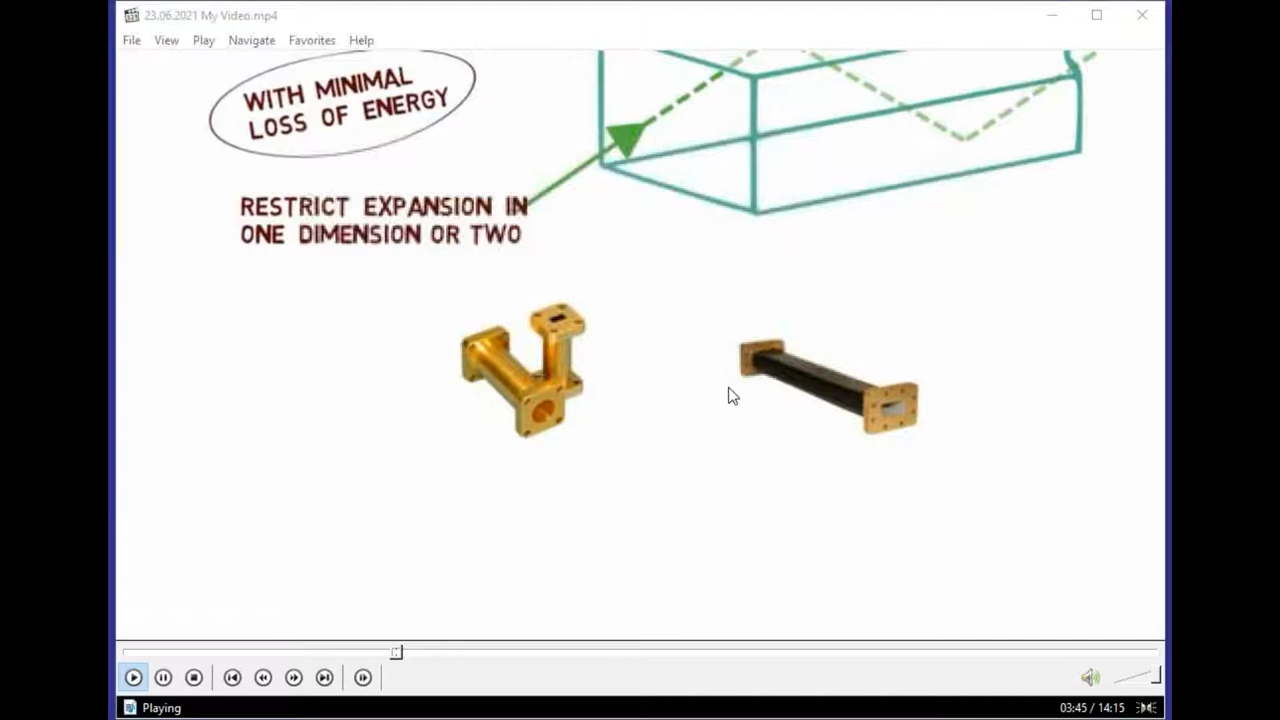 23.06.2021 My Video.mp4
File View Play Navigate Favorites Help
WITH MINIMAL
LOSS OF ENERGY
RESTRICT EXPANSION IN
ONE DIMENSION OR TWO
Playing
03:45 / 14:15